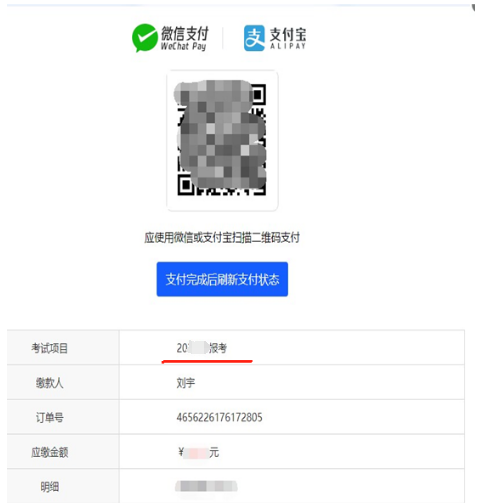 微信支付 支付宝
WeChat Pay ALIPAY
应使用微信或支付宝扫描二维码支付
支付完成后刷新支付状态
考试项目 20 报考
缴款人 刘宇
订单号 4656226176172805
应缴金额 ¥ 元
明细